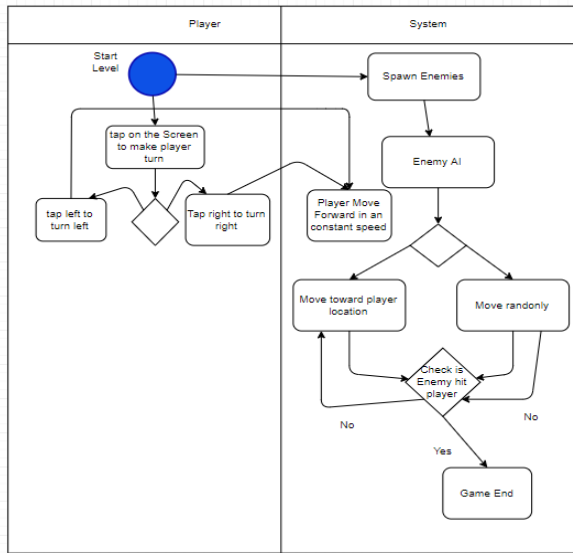 Player
System
Start
Level
Spawn Enemies
tap on the Screen
to make player
turn
Enemy AI
tap left to
turn left
Tap right to turn
right
Player Move
Forward in an
constant speed
Move toward player
location
Move randonly
Check is
Enemy hit
player
No
No
Yes
Game End